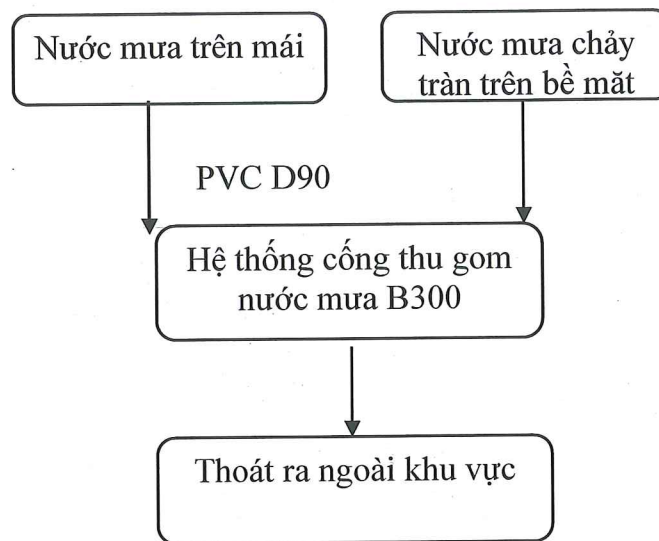 Nước mưa trên mái
Nước mưa chảy
tràn trên bề măt
PVC D90
Hệ thống cống thu gom
nước mưa B300
Thoát ra ngoài khu vực